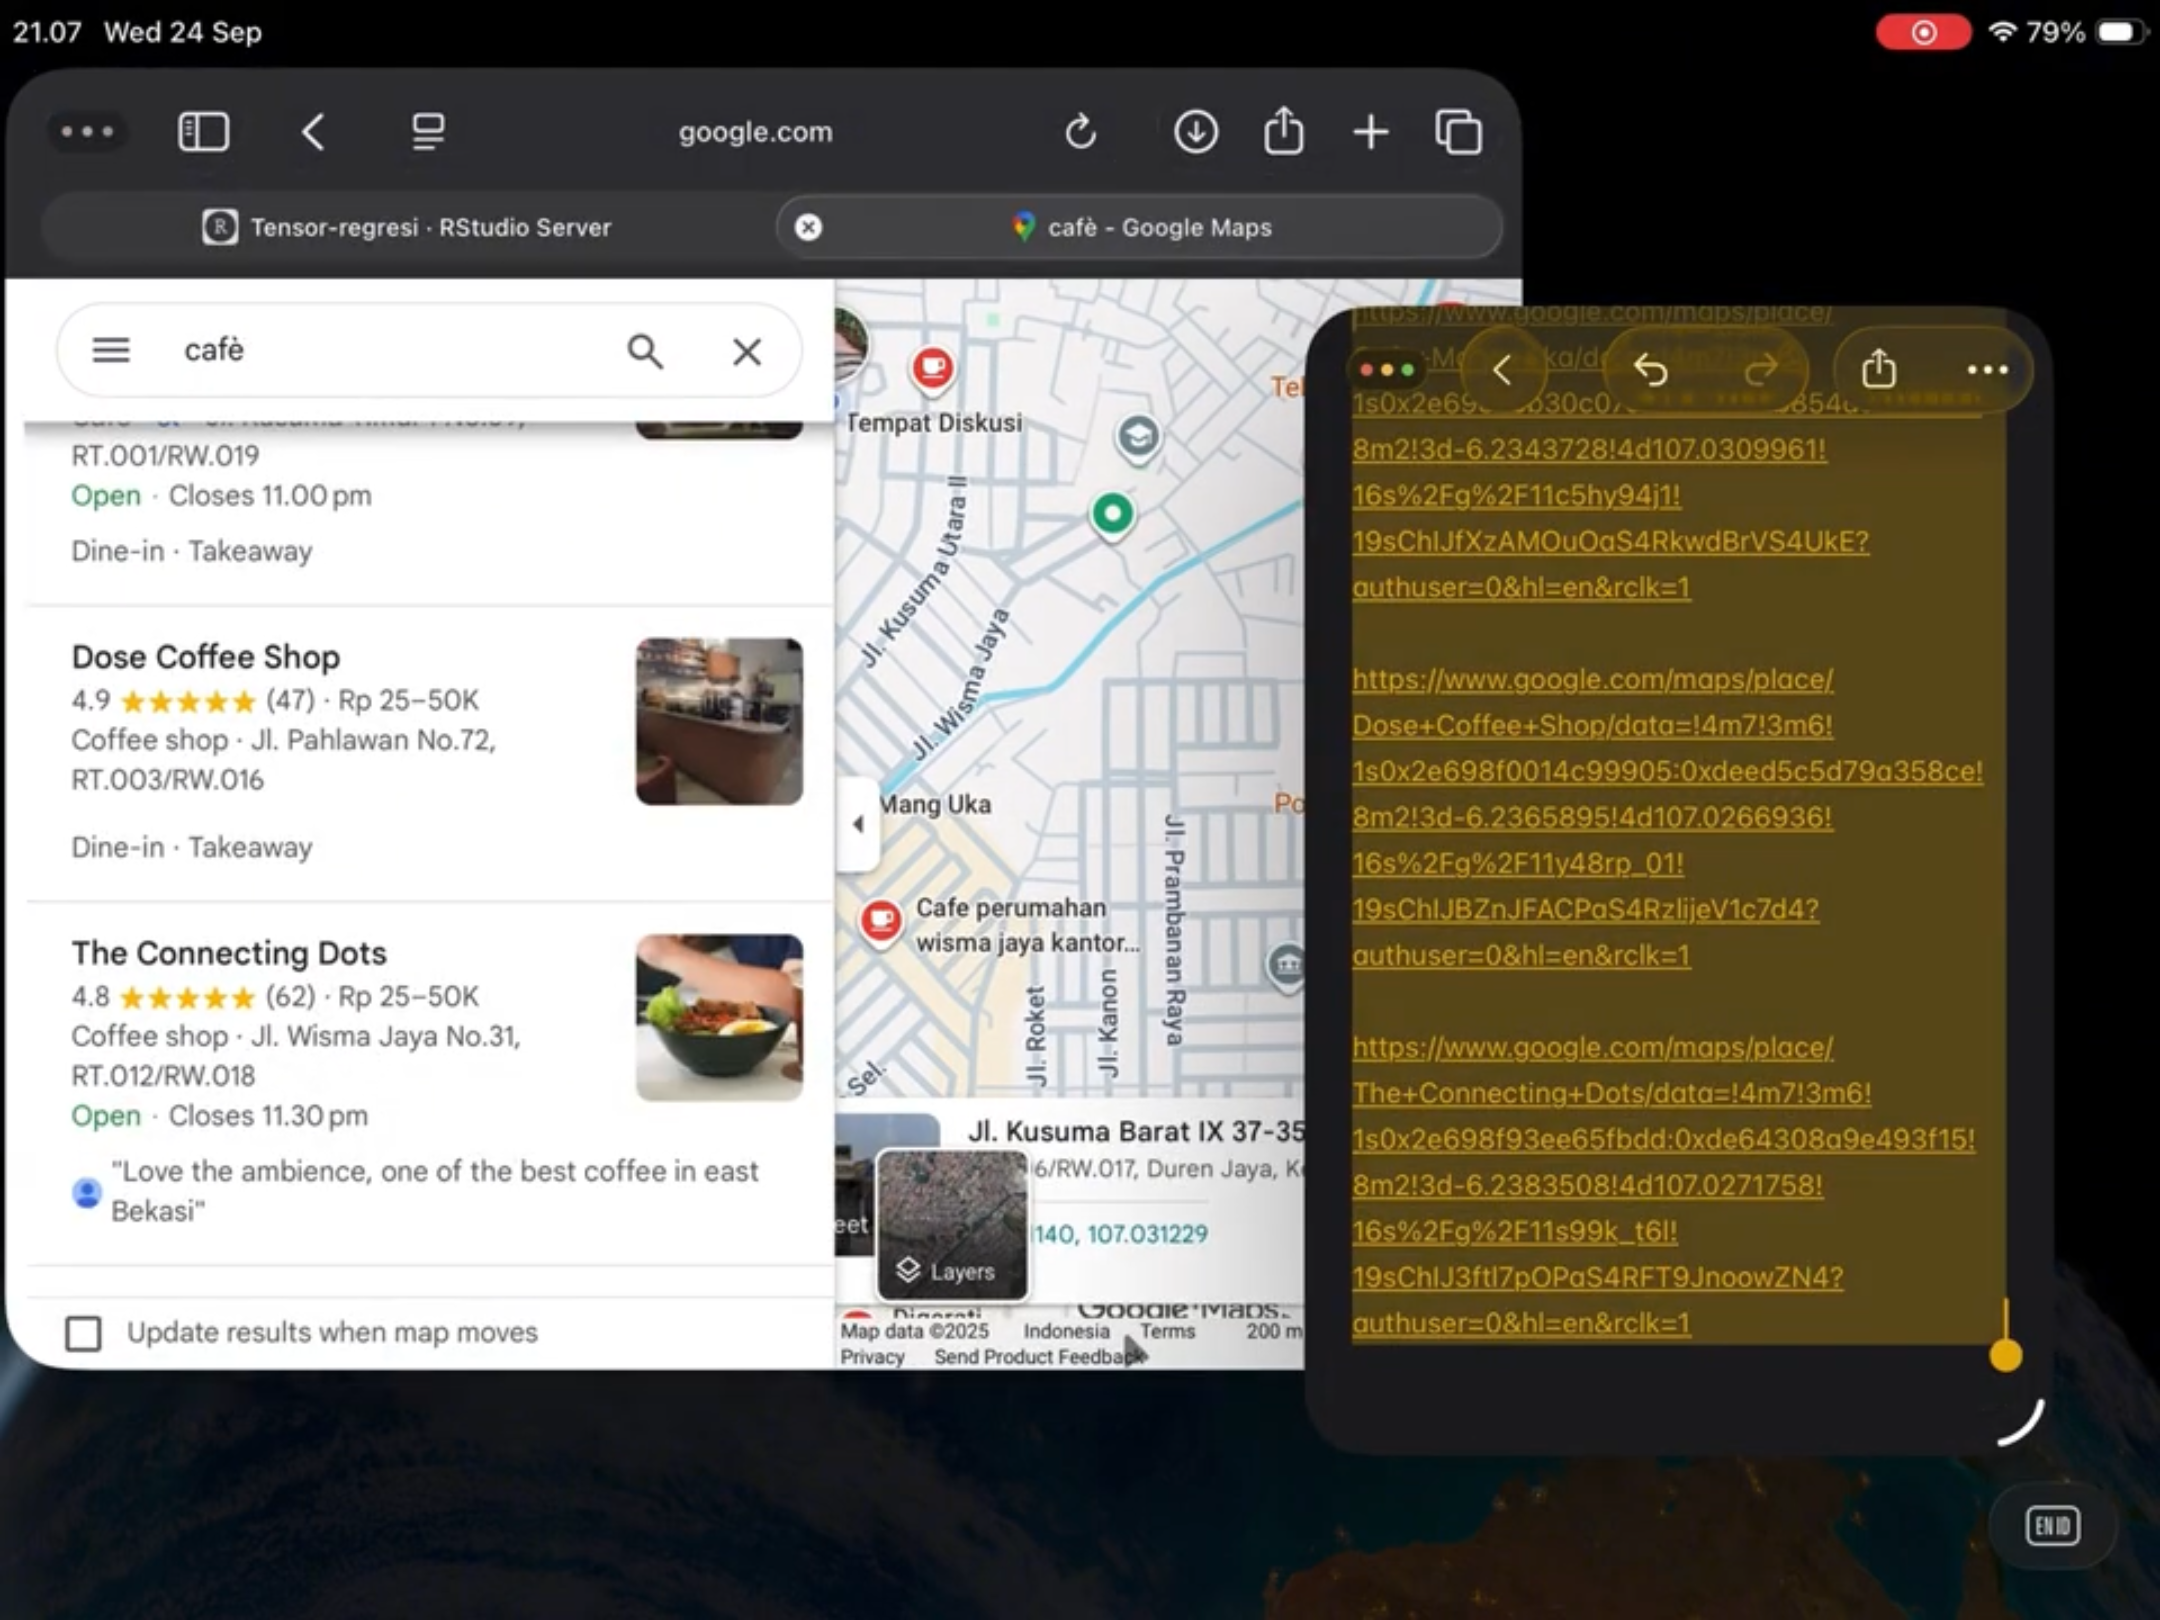 21.07 Wed 24 Sep
79%
google.com
Tensor-regresi · RStudio Server
cafè - Google Maps
cafè
RT.001/RW.019
Open · Closes 11.00 pm
Dine-in · Takeaway
Dose Coffee Shop
4.9 (47) · Rp 25–50K
Coffee shop · Jl. Pahlawan No.72,
RT.003/RW.016
Dine-in · Takeaway
The Connecting Dots
4.8 (62) · Rp 25–50K
Coffee shop · Jl. Wisma Jaya No.31,
RT.012/RW.018
Open · Closes 11.30 pm
"Love the ambience, one of the best coffee in east
Bekasi"
Update results when map moves
Tempat Diskusi
Jl. Kusuma Utara II
Jl. Wisma Jaya
Mang Uka
Jl. Prambanan Raya
Cafe perumahan
wisma jaya kantor...
Jl. Roket
Jl. Kanon
Sel.
Jl. Kusuma Barat IX 37-35
6/RW.017, Duren Jaya,
140, 107.031229
Layers
Google Maps.
Map data ©2025 Indonesia Terms 200 m
Privacy Send Product Feedback
https://www.google.com/maps/place/
8m2!3d-6.2343728!4d107.0309961!
16s%2Fg%2F11c5hy94j1!
19sChIJfXzAMOuOaS4RkwdBrVS4UkE?
authuser=0&hl=en&rclk=1
https://www.google.com/maps/place/
Dose+Coffee+Shop/data=!4m7!3m6!
1s0x2e698f0014c99905:0xdeed5c5d79a358ce!
8m2!3d-6.2365895!4d107.0266936!
16s%2Fg%2F11y48rp_01!
19sChIJBZnJFACPaS4RzlijeV1c7d4?
authuser=0&hl=en&rclk=1
https://www.google.com/maps/place/
The+Connecting+Dots/data=!4m7!3m6!
1s0x2e698f93ee65fbdd:0xde64308a9e493f15!
8m2!3d-6.2383508!4d107.0271758!
16s%2Fg%2F11s99k_t6l!
19sChIJ3ftl7pOPaS4RFT9JnoowZN4?
authuser=0&hl=en&rclk=1
EN ID